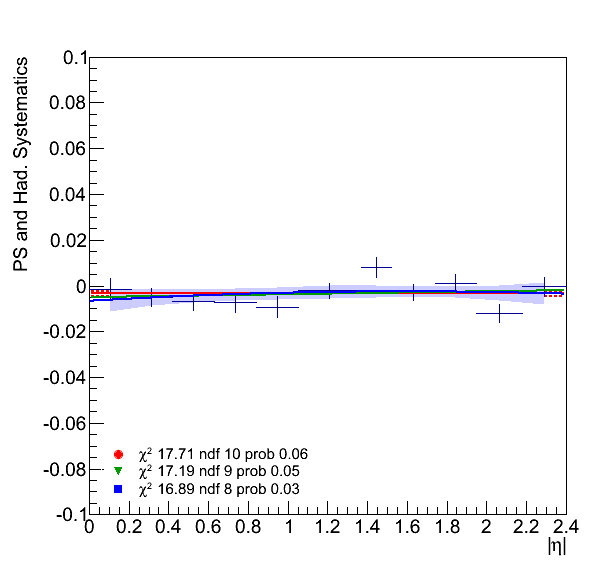 PS and Had. Systematics
0.1
0.08
0.06
0.04
0.02
0
-0.02
-0.04
-0.06
-0.08
-0.1
χ² 17.71 ndf 10 prob 0.06
χ² 17.19 ndf 9 prob 0.05
χ² 16.89 ndf 8 prob 0.03
0 0.2 0.4 0.6 0.8 1 1.2 1.4 1.6 1.8 2 2.2 2.4
|η|